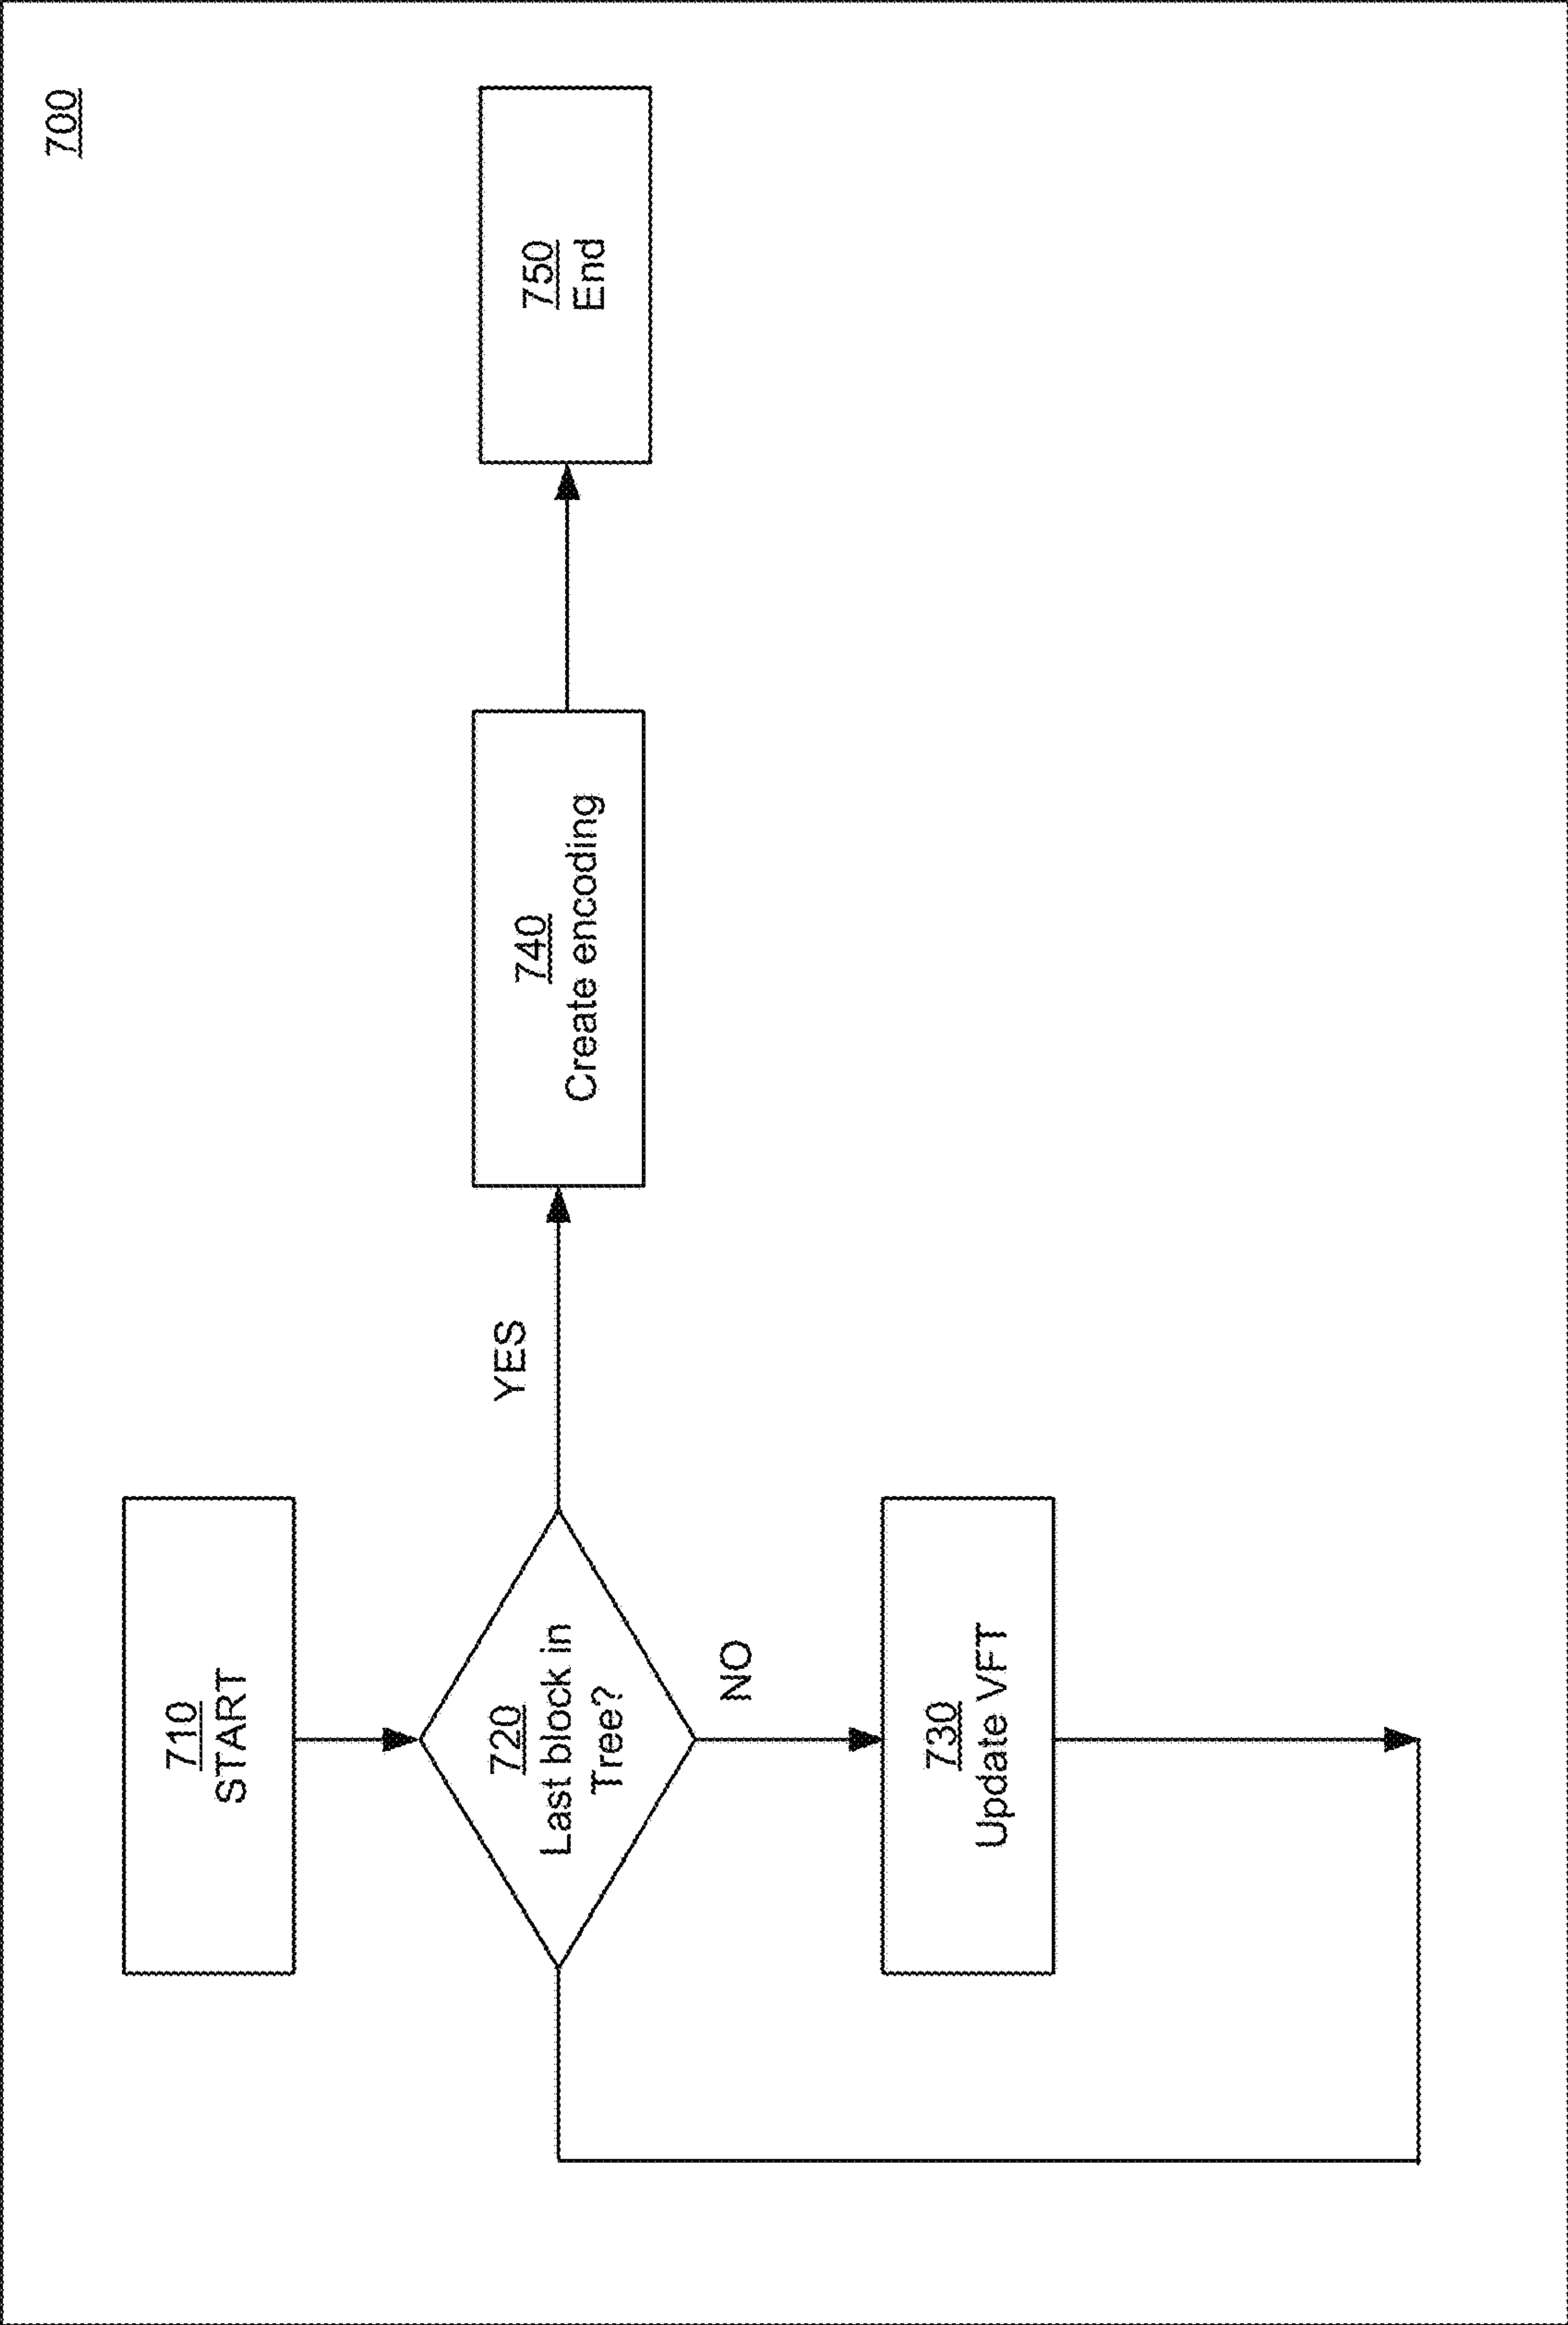 700
710
START
720
Last block in
Tree?
YES
NO
730
Update VFT
740
Create encoding
750
End